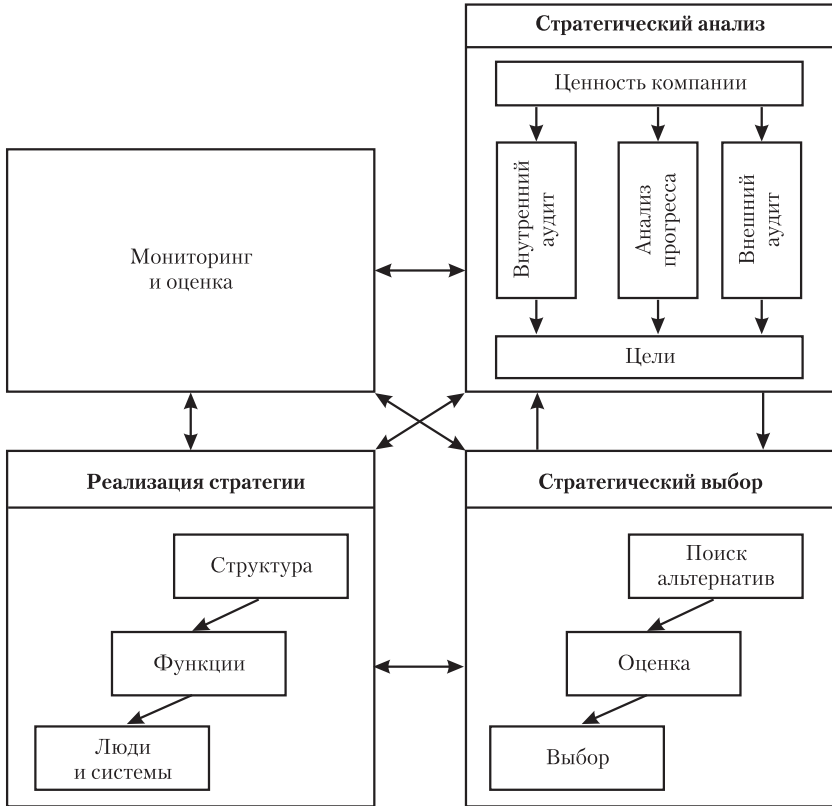 Стратегический анализ
Ценность компании
Внутренний
аудит
Анализ
прогресса
Внешний
аудит
Цели
Мониторинг
и оценка
Реализация стратегии
Структура
Функции
Люди
и системы
Стратегический выбор
Поиск
альтернатив
Оценка
Выбор